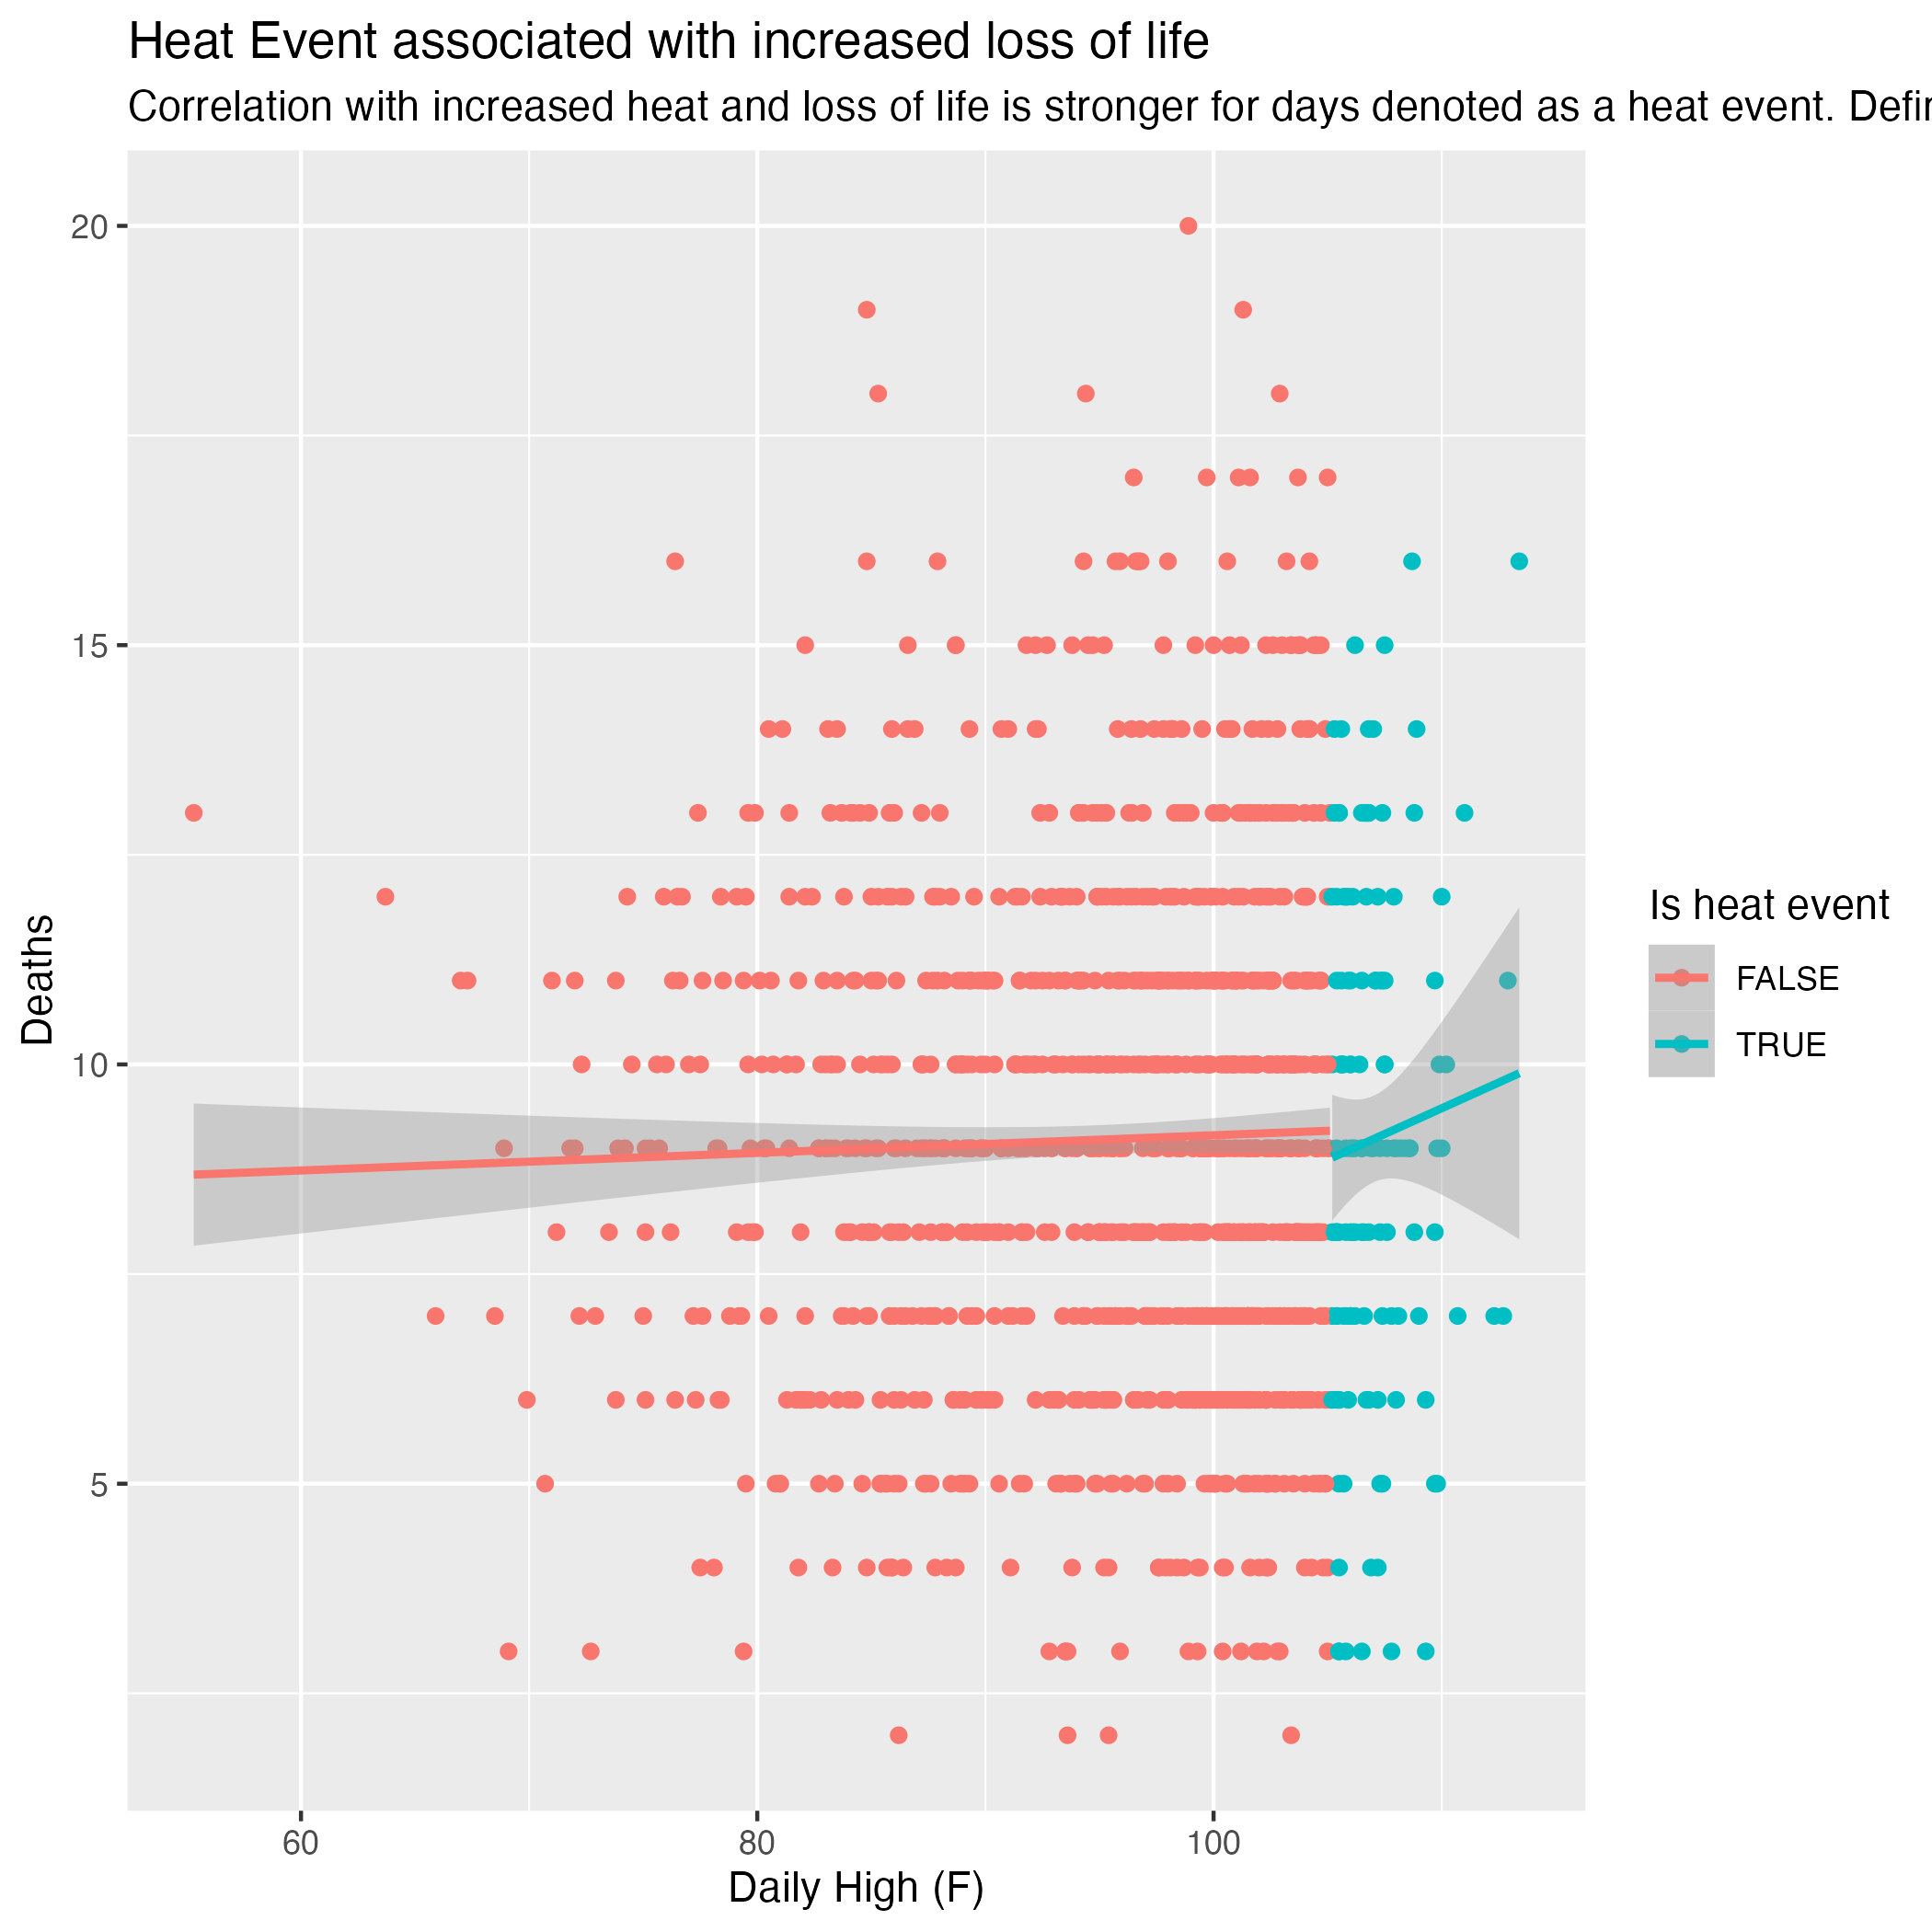 Heat Event associated with increased loss of life
Correlation with increased heat and loss of life is stronger for days denoted as a heat event.
20
15
10
5
Deaths
60
80
100
Daily High (F)
Is heat event
FALSE
TRUE